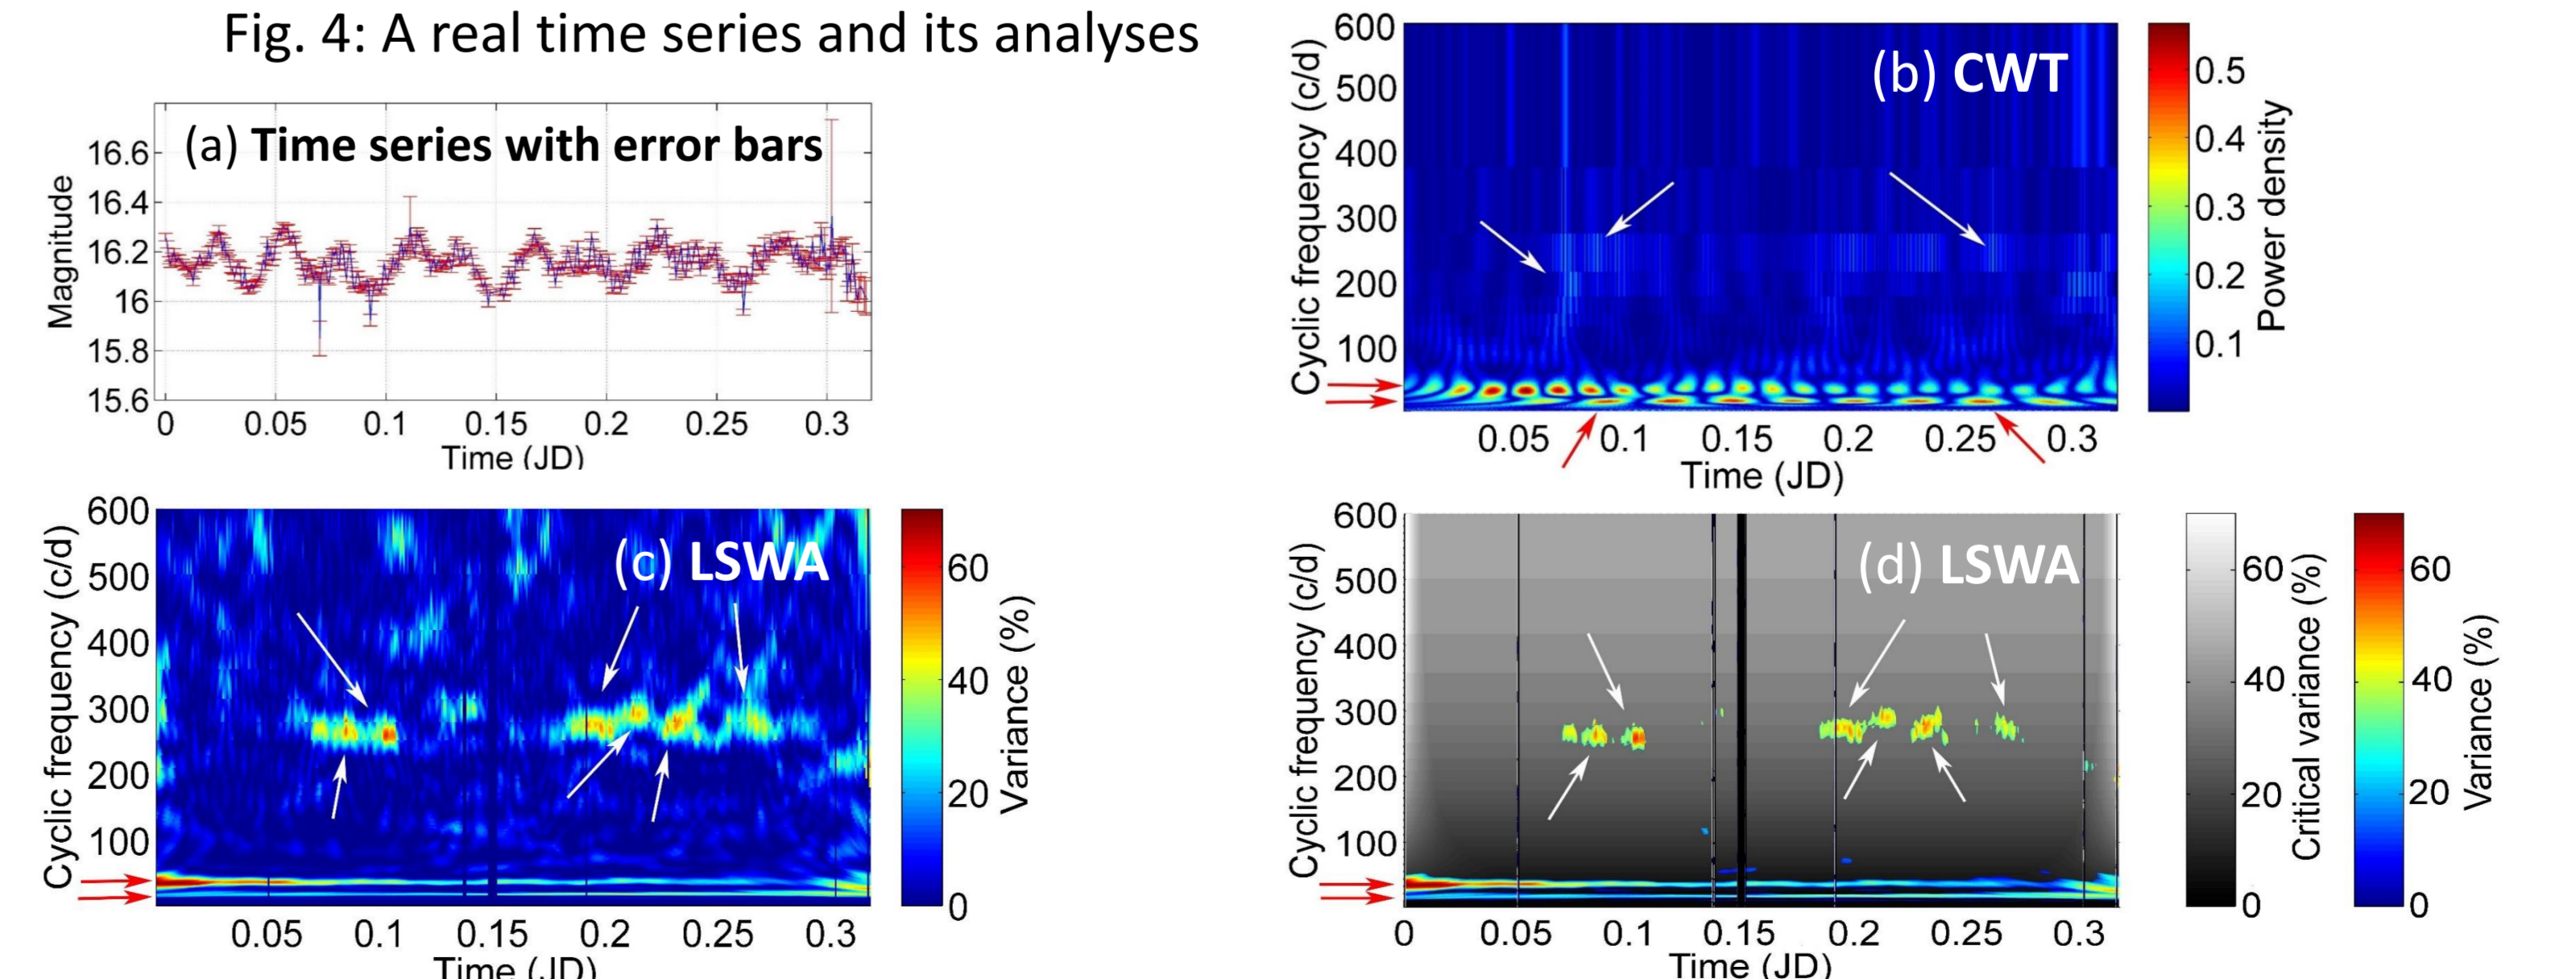 Fig. 4: A real time series and its analyses
(a) Time series with error bars
Magnitude
16.6
16.4
16.2
16
15.8
15.6
0 0.05 0.1 0.15 0.2 0.25 0.3
Time (JD)
(b) CWT
Cyclic frequency (c/d)
600
500
400
300
200
100
0.05 0.1 0.15 0.2 0.25 0.3
Time (JD)
0.5
0.4
0.3
0.2
0.1
Power density
(c) LSWA
Cyclic frequency (c/d)
600
500
400
300
200
100
0.05 0.1 0.15 0.2 0.25 0.3
Time (JD)
60
40
20
0
Variance (%)
(d) LSWA
Cyclic frequency (c/d)
600
500
400
300
200
100
0 0.05 0.1 0.15 0.2 0.25 0.3
Time (JD)
60
40
20
0
Critical variance (%)
60
40
20
0
Variance (%)